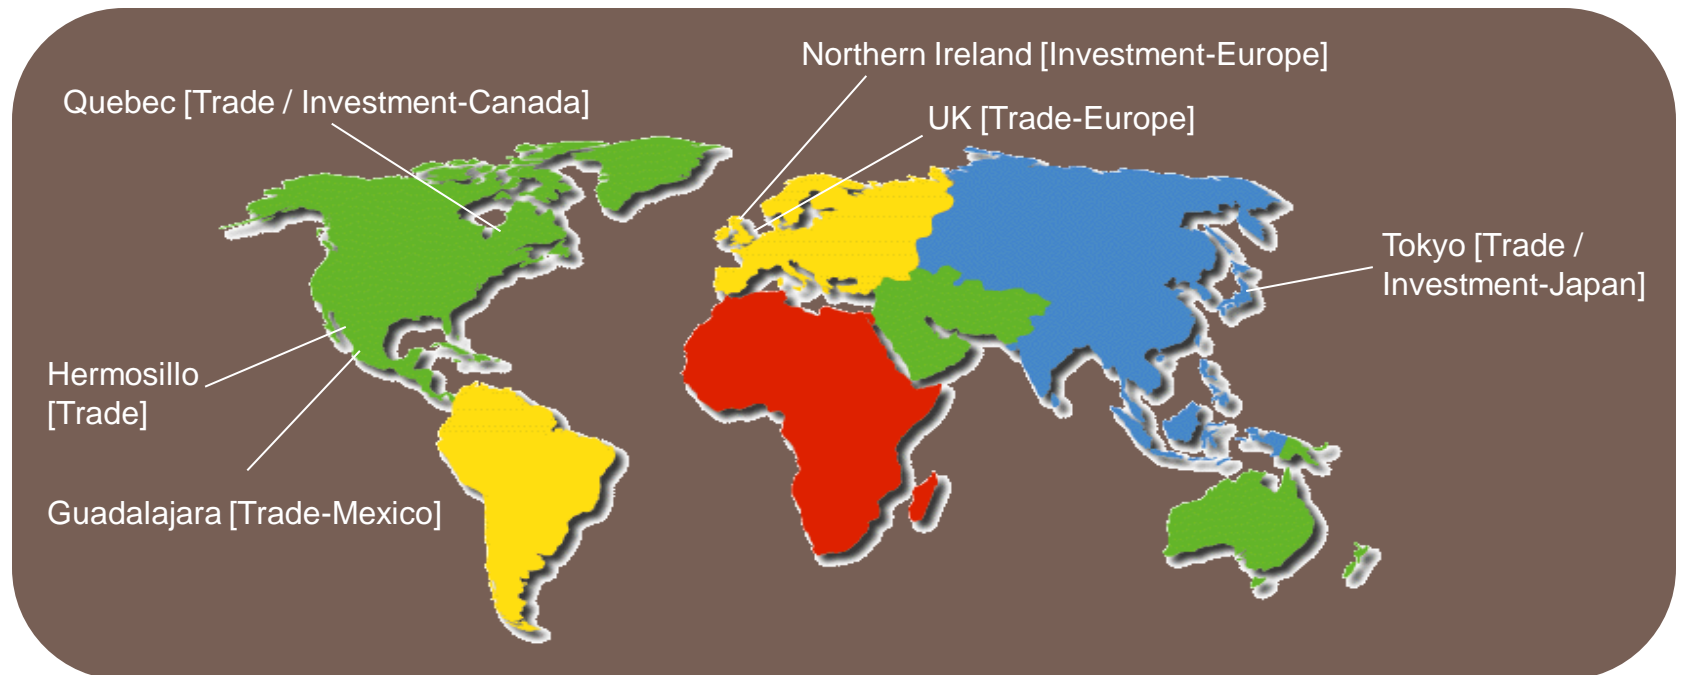 Northern Ireland [Investment-Europe]
Quebec [Trade / Investment-Canada]
UK [Trade-Europe]
Tokyo [Trade /
Investment-Japan]
Hermosillo
[Trade]
Guadalajara [Trade-Mexico]